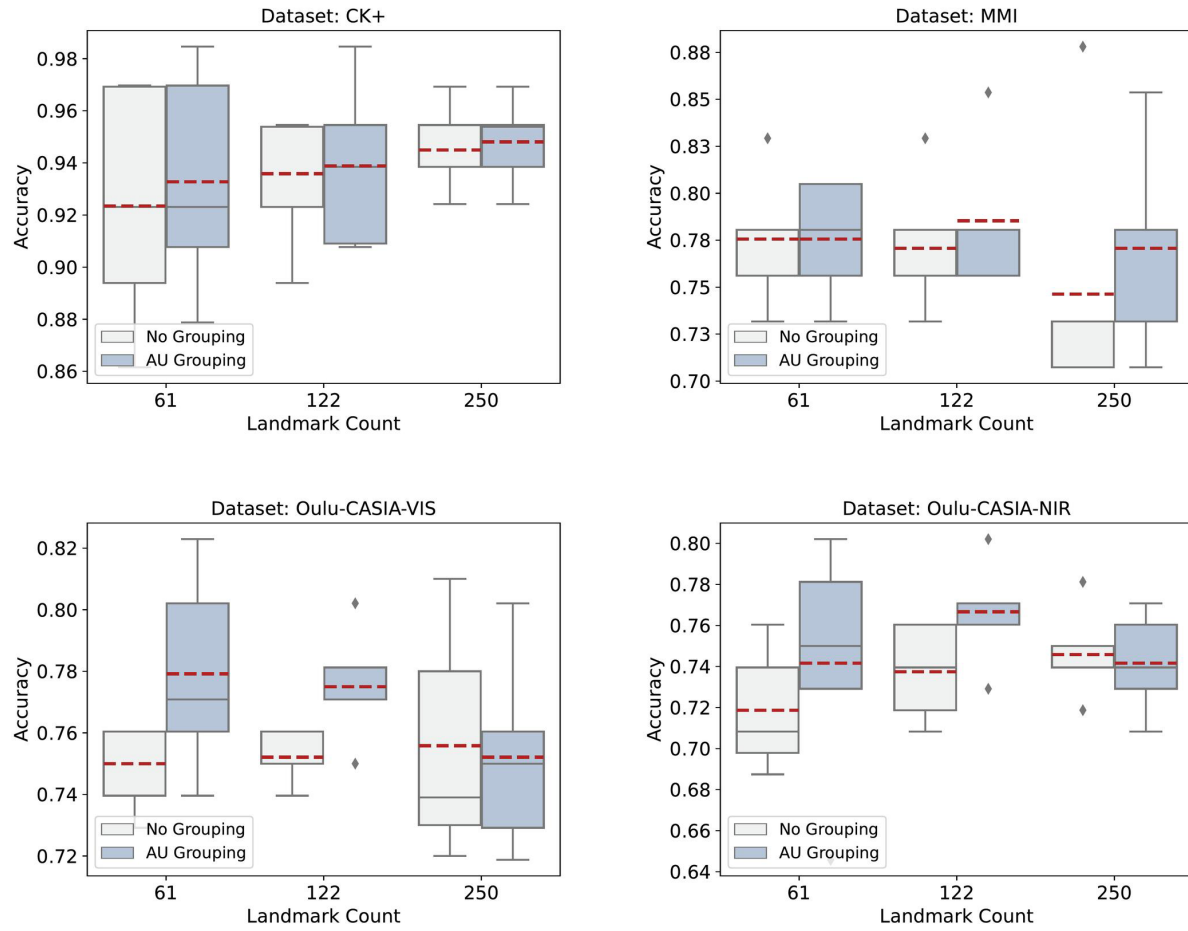 Dataset: CK+
Accuracy
0.98
0.96
0.94
0.92
0.90
0.88
0.86
No Grouping
AU Grouping
61 122 250
Landmark Count
Dataset: MMI
Accuracy
0.88
0.85
0.83
0.80
0.78
0.75
0.73
0.70
No Grouping
AU Grouping
61 122 250
Landmark Count
Dataset: Oulu-CASIA-VIS
Accuracy
0.82
0.80
0.78
0.76
0.74
0.72
No Grouping
AU Grouping
61 122 250
Landmark Count
Dataset: Oulu-CASIA-NIR
Accuracy
0.80
0.78
0.76
0.74
0.72
0.70
0.68
0.66
0.64
No Grouping
AU Grouping
61 122 250
Landmark Count